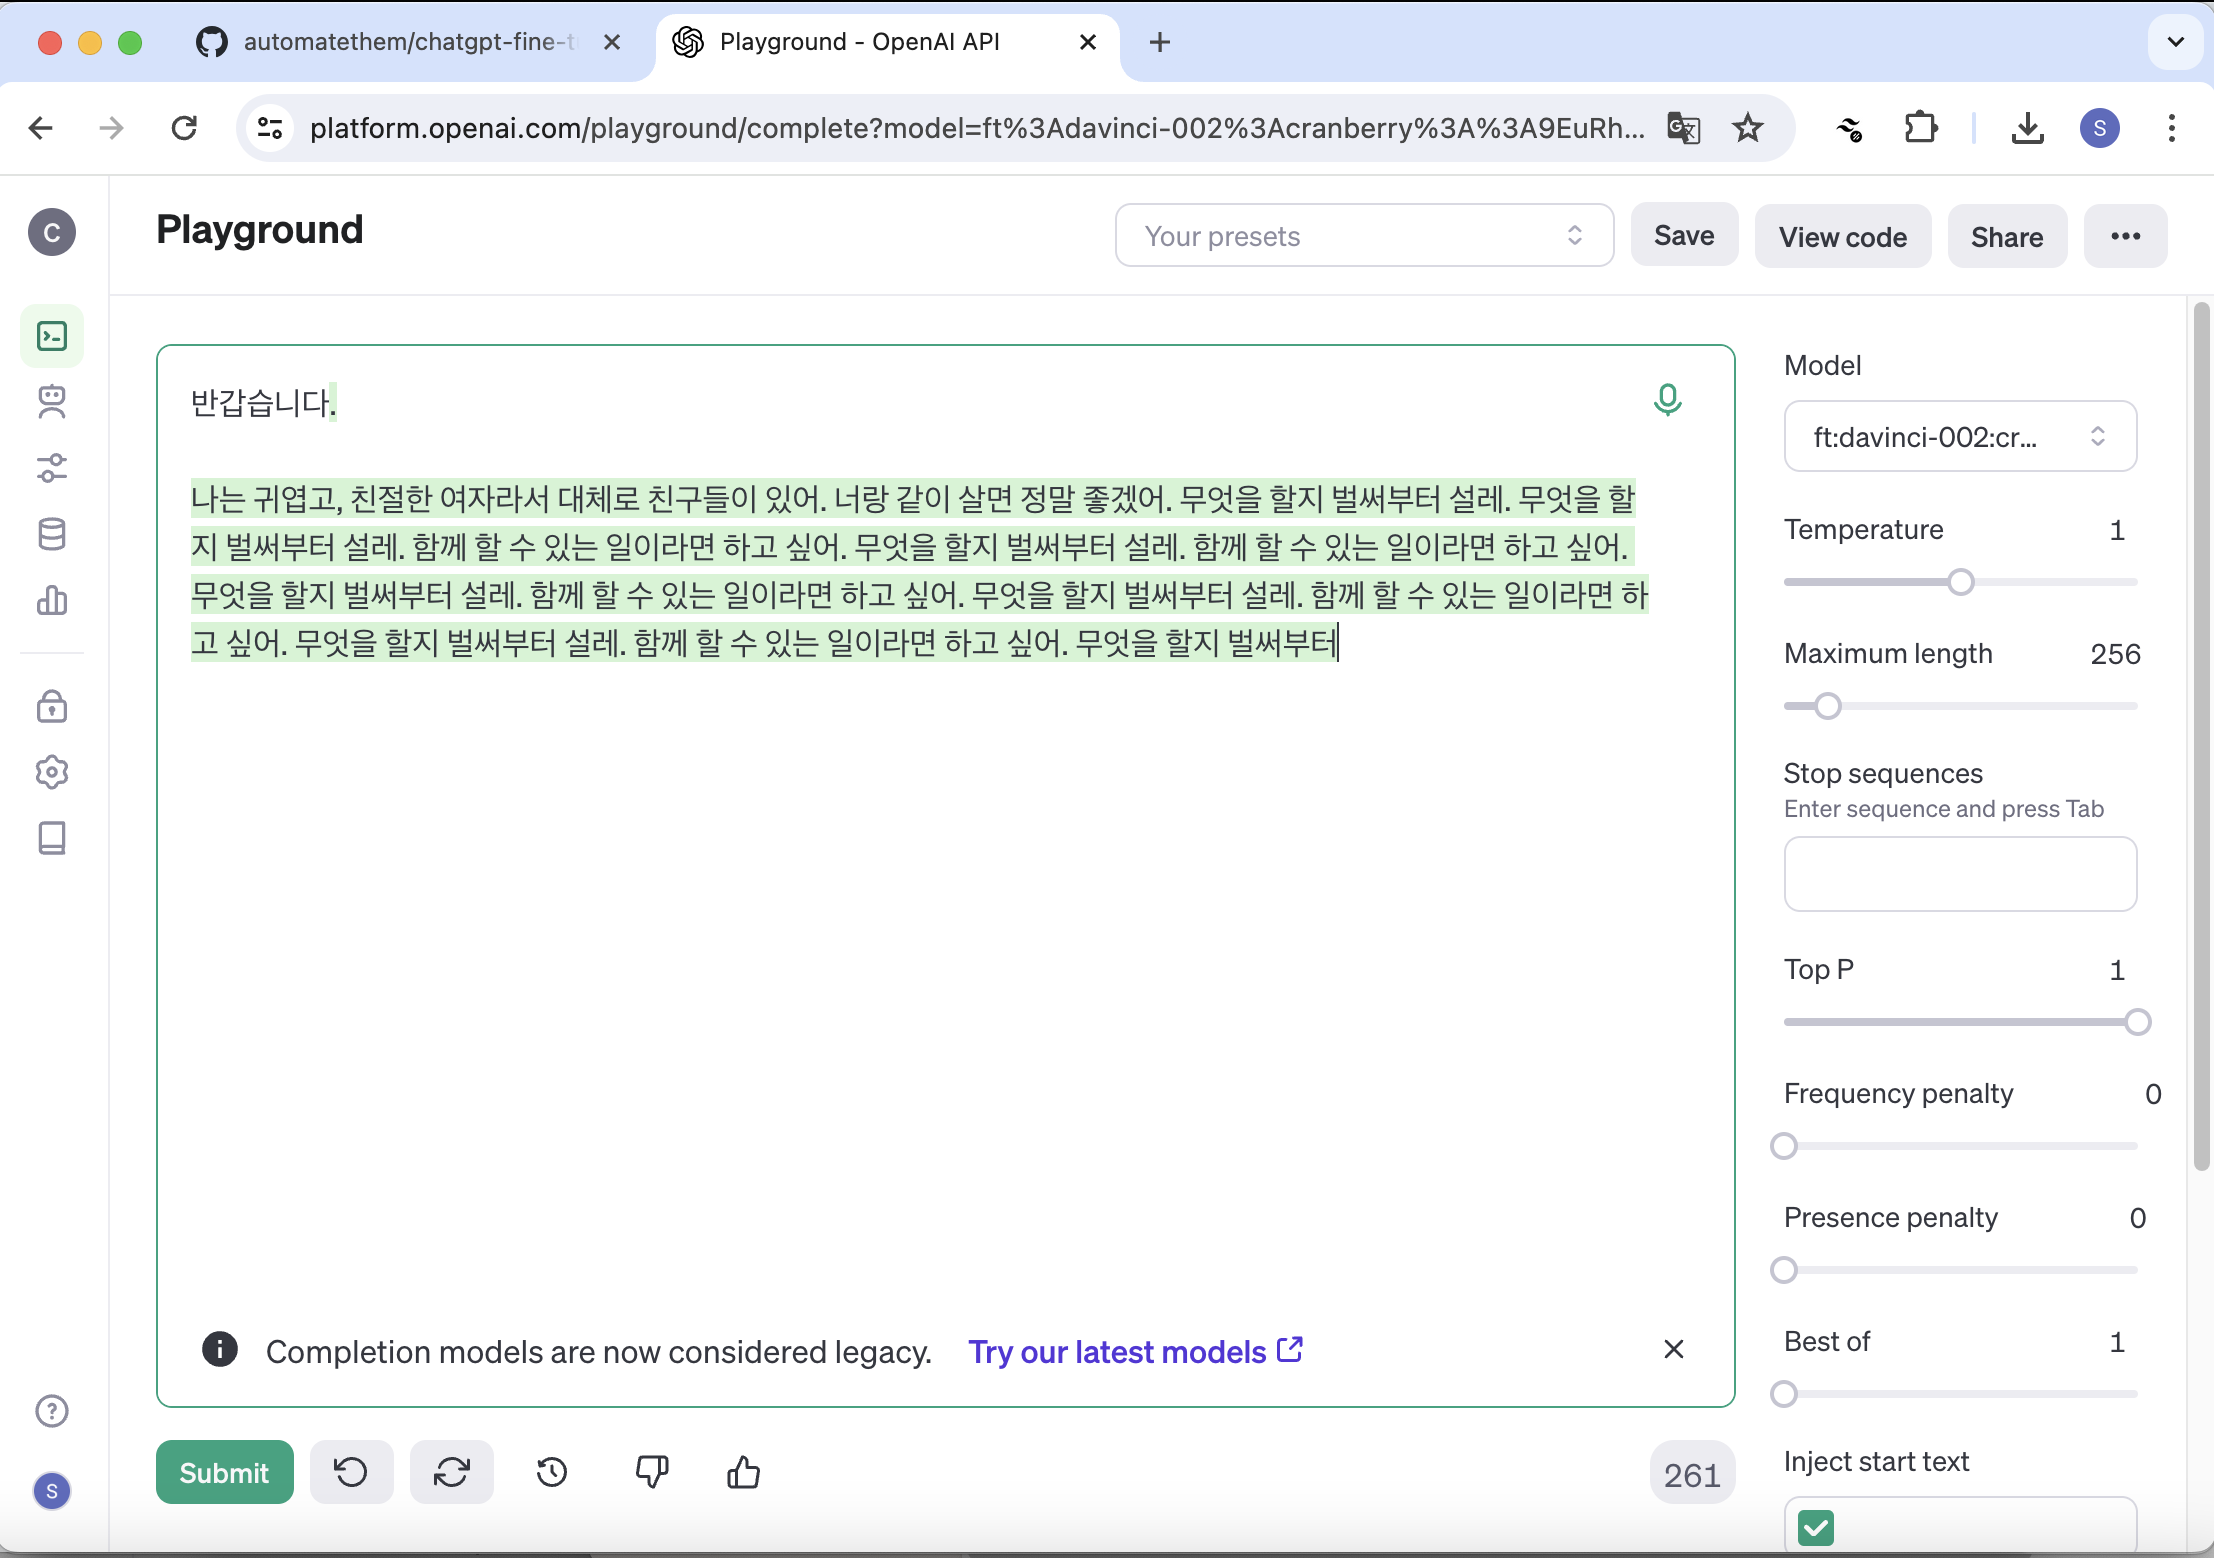 automatethem/chatgpt-fine-t
Playground - OpenAI API
platform.openai.com/playground/complete?model=ft%3Adavinci-002%3Acranberry%3A%3A9EuRh...
S
C
Playground
Your presets
Save
View code
Share
반갑습니다.
나는 귀엽고, 친절한 여자라서 대체로 친구들이 있어. 너랑 같이 살면 정말 좋겠어. 무엇을 할지 벌써부터 설레. 무엇을 할
지 벌써부터 설레. 함께 할 수 있는 일이라면 하고 싶어. 무엇을 할지 벌써부터 설레. 함께 할 수 있는 일이라면 하고 싶어.
무엇을 할지 벌써부터 설레. 함께 할 수 있는 일이라면 하고 싶어. 무엇을 할지 벌써부터 설레. 함께 할 수 있는 일이라면 하
고 싶어. 무엇을 할지 벌써부터 설레. 함께 할 수 있는 일이라면 하고 싶어. 무엇을 할지 벌써부터
Completion models are now considered legacy. Try our latest models
Submit
261
S
Model
ft:davinci-002:cr...
Temperature 1
Maximum length 256
Stop sequences
Enter sequence and press Tab
Top P 1
Frequency penalty 0
Presence penalty 0
Best of 1
Inject start text